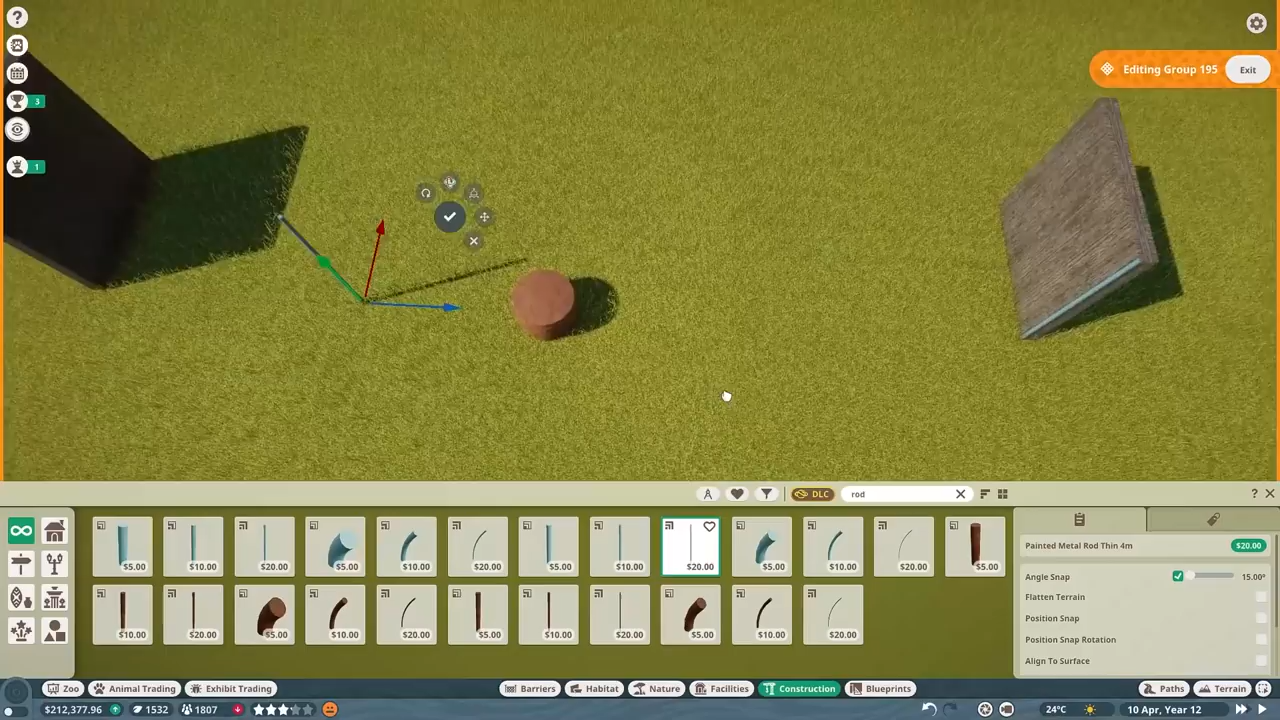 ?
3
1
Editing Group 195
Exit
DLC
rod
?
$5.00
$10.00
$20.00
$5.00
$10.00
$20.00
$5.00
$10.00
$20.00
$5.00
$10.00
$20.00
$5.00
$10.00
$20.00
$5.00
$10.00
$20.00
$5.00
$10.00
$20.00
$5.00
$10.00
$20.00
Painted Metal Rod Thin 4m
$20.00
Angle Snap
15.00°
Flatten Terrain
Position Snap
Position Snap Rotation
Align To Surface
Zoo
Animal Trading
Exhibit Trading
Barriers
Habitat
Nature
Facilities
Construction
Blueprints
Paths
Terrain
$212,377.96
1532
1807
24°C
10 Apr, Year 12